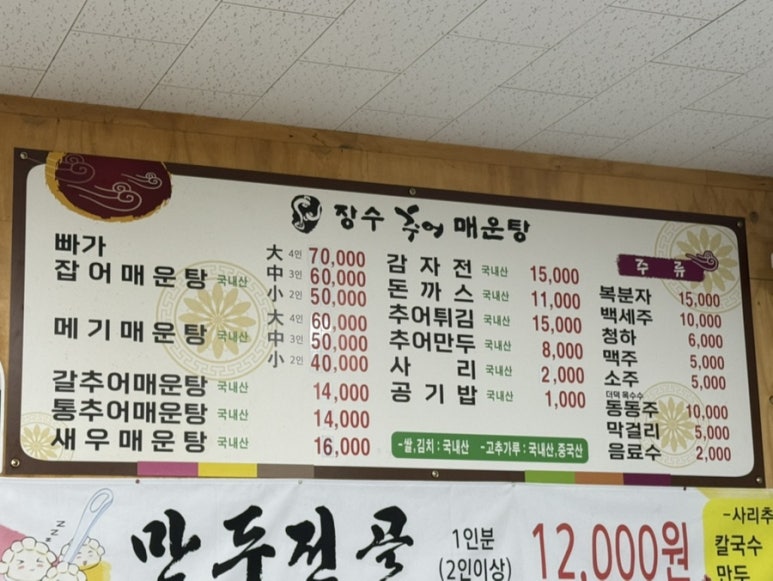 장수 추어 매운탕
빠가
잡어매운탕 국내산
大 4인 70,000
中 3인 60,000
小 2인 50,000
메기매운탕 국내산
大 4인 60,000
中 3인 50,000
小 2인 40,000
갈추어매운탕 국내산 14,000
통추어매운탕 국내산 14,000
새우매운탕 국내산 16,000
감자전 국내산 15,000
돈까스 국내산 11,000
추어튀김 국내산 15,000
추어만두 국내산 8,000
사리 국내산 2,000
공기밥 국내산 1,000
-쌀,김치 : 국내산 -고추가루 : 국내산,중국산
주 류
복분자 15,000
백세주 10,000
청하 6,000
맥주 5,000
소주 5,000
더덕 옥수수
동동주 10,000
막걸리 5,000
음료수 2,000
zzz
만두전골
1인분
(2인이상)
12,000원
-사리추
칼국수
만두